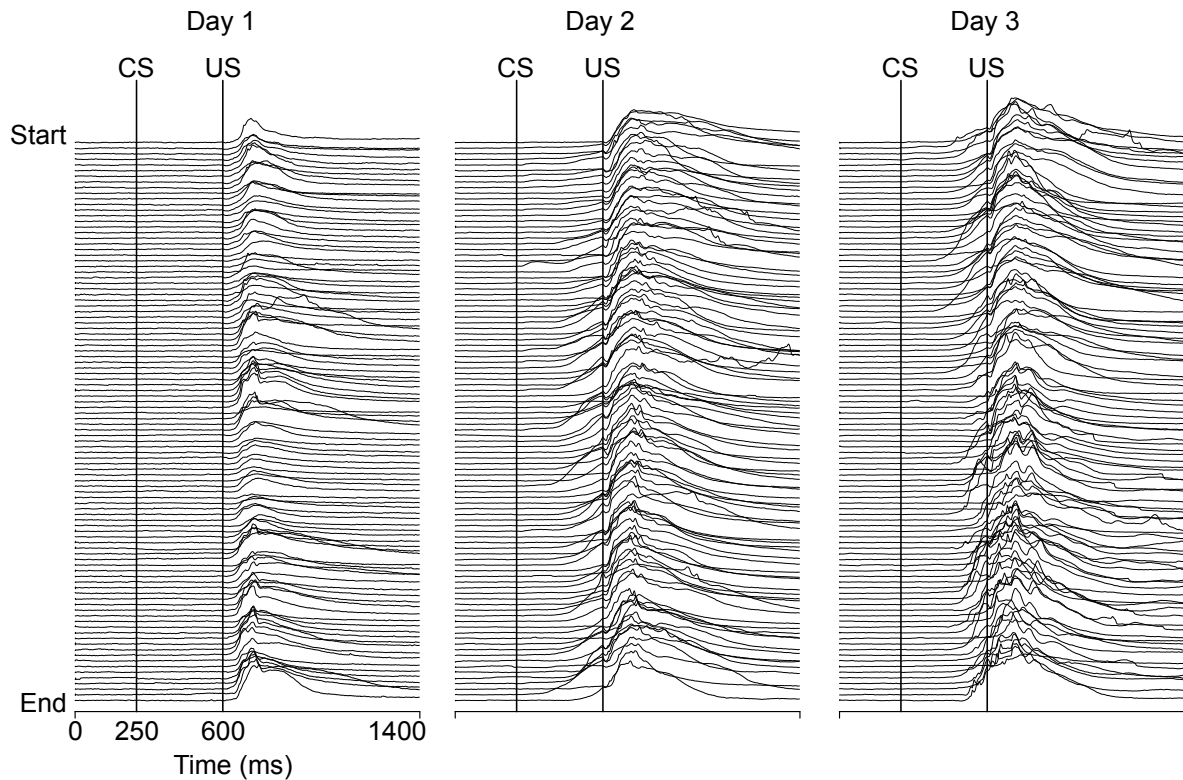 Day 1
Day 2
Day 3
CS US
CS US
CS US
Start
End
0 250 600 1400
Time (ms)